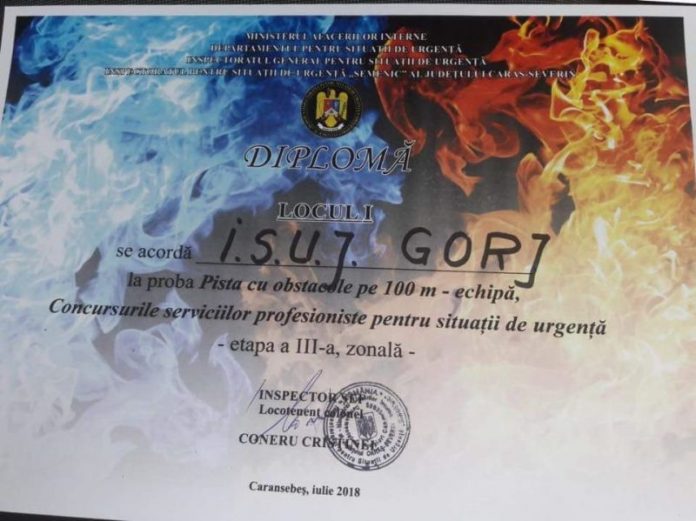 MINISTERUL AFACERILOR INTERNE
DEPARTAMENTUL PENTRU SITUAȚII DE URGENȚĂ
INSPECTORATUL GENERAL PENTRU SITUAȚII DE URGENȚĂ
INSPECTORATUL PENTRU SITUAȚII DE URGENȚĂ „SEMENIC” AL JUDEȚULUI CARAȘ-SEVERIN
DIPLOMĂ
LOCUL I
se acordă I.S.U.J. GORJ
la proba Pista cu obstacole pe 100 m - echipă,
Concursurile serviciilor profesioniste pentru situații de urgență
- etapa a III-a, zonală -
INSPECTOR ȘEF
Locotenent colonel
CONERU CRISTINEL
ROMÂNIA
Caransebeș, iulie 2018